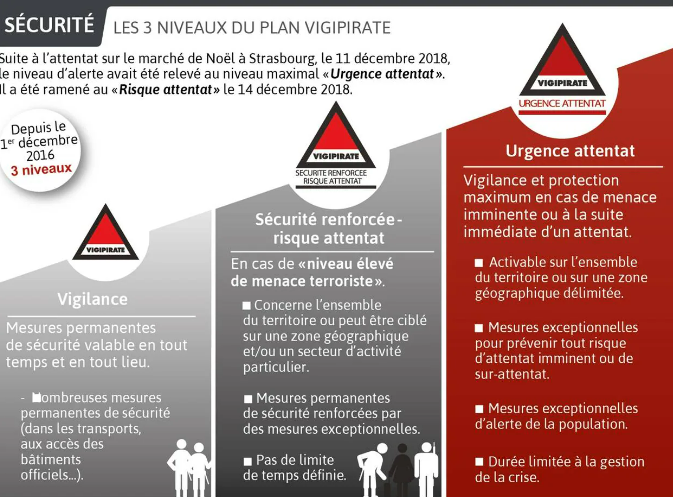 SÉCURITÉ
LES 3 NIVEAUX DU PLAN VIGIPIRATE
Suite à l'attentat sur le marché de Noël à Strasbourg, le 11 décembre 2018,
le niveau d'alerte avait été relevé au niveau maximal «Urgence attentat».
Il a été ramené au «Risque attentat» le 14 décembre 2018.
Depuis le
1er décembre
2016
3 niveaux
VIGIPIRATE
Vigilance
Mesures permanentes
de sécurité valable en tout
temps et en tout lieu.
- Nombreuses mesures
permanentes de sécurité
(dans les transports,
aux accès des
bâtiments
officiels...).
VIGIPIRATE
SÉCURITÉ RENFORCÉE
RISQUE ATTENTAT
Sécurité renforcée-
risque attentat
En cas de «niveau élevé
de menace terroriste».
Concerne l'ensemble
du territoire ou peut être ciblé
sur une zone géographique
et/ou un secteur d'activité
particulier.
Mesures permanentes
de sécurité renforcées par
des mesures exceptionnelles.
Pas de limite
de temps définie.
VIGIPIRATE
URGENCE ATTENTAT
Urgence attentat
Vigilance et protection
maximum en cas de menace
imminente ou à la suite
immédiate d'un attentat.
Activable sur l'ensemble
du territoire ou sur une zone
géographique délimitée.
Mesures exceptionnelles
pour prévenir tout risque
d'attentat imminent ou de
sur-attentat.
Mesures exceptionnelles
d'alerte de la population.
Durée limitée à la gestion
de la crise.